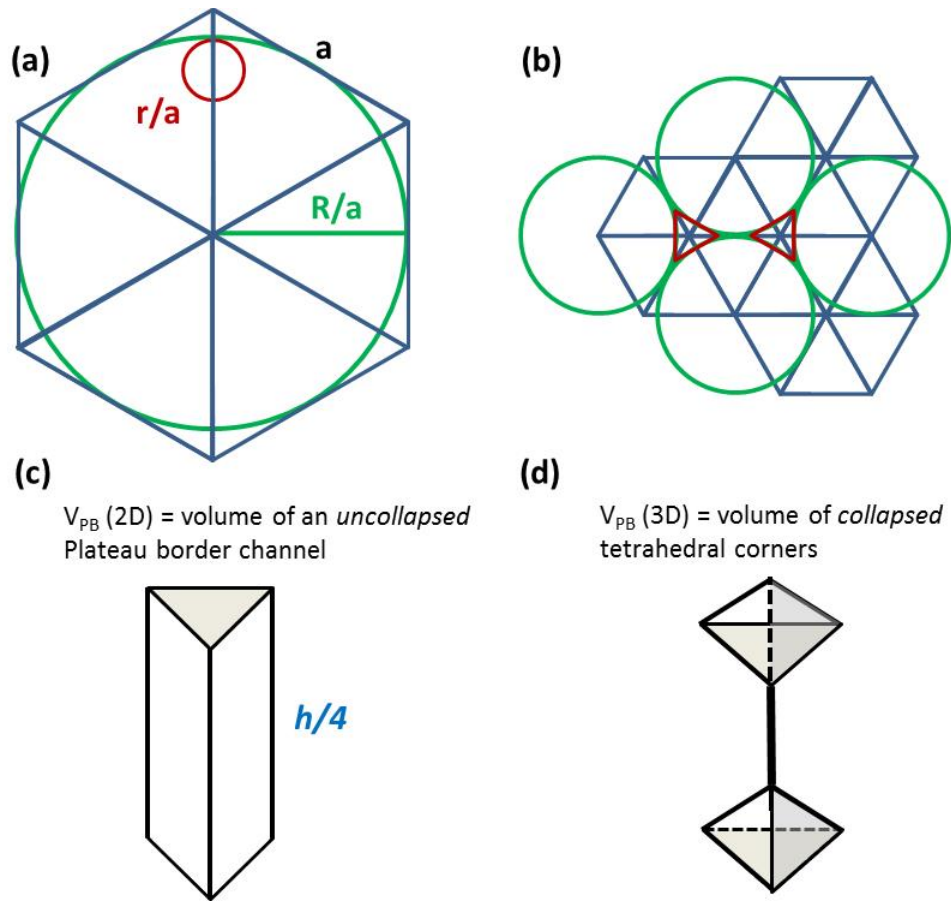 (a)
a
r/a
R/a
(b)
(c)
V_PB (2D) = volume of an uncollapsed
Plateau border channel
h/4
(d)
V_PB (3D) = volume of collapsed
tetrahedral corners